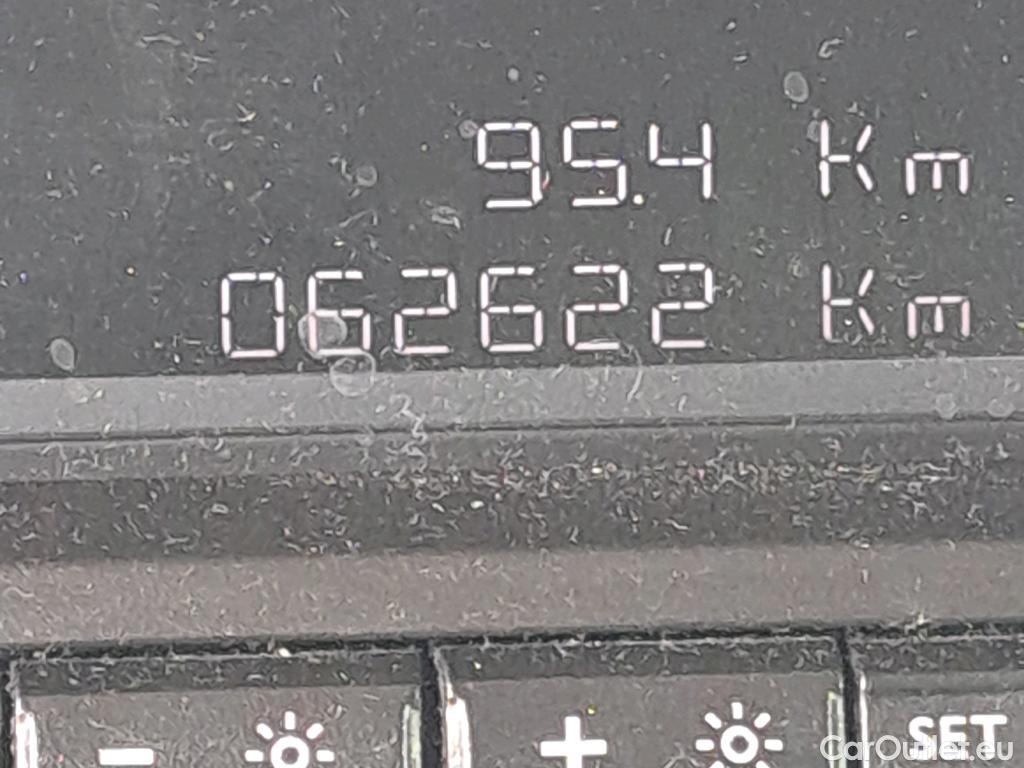 95.4 Km
062622 Km
- + SET
CarOutlet.eu